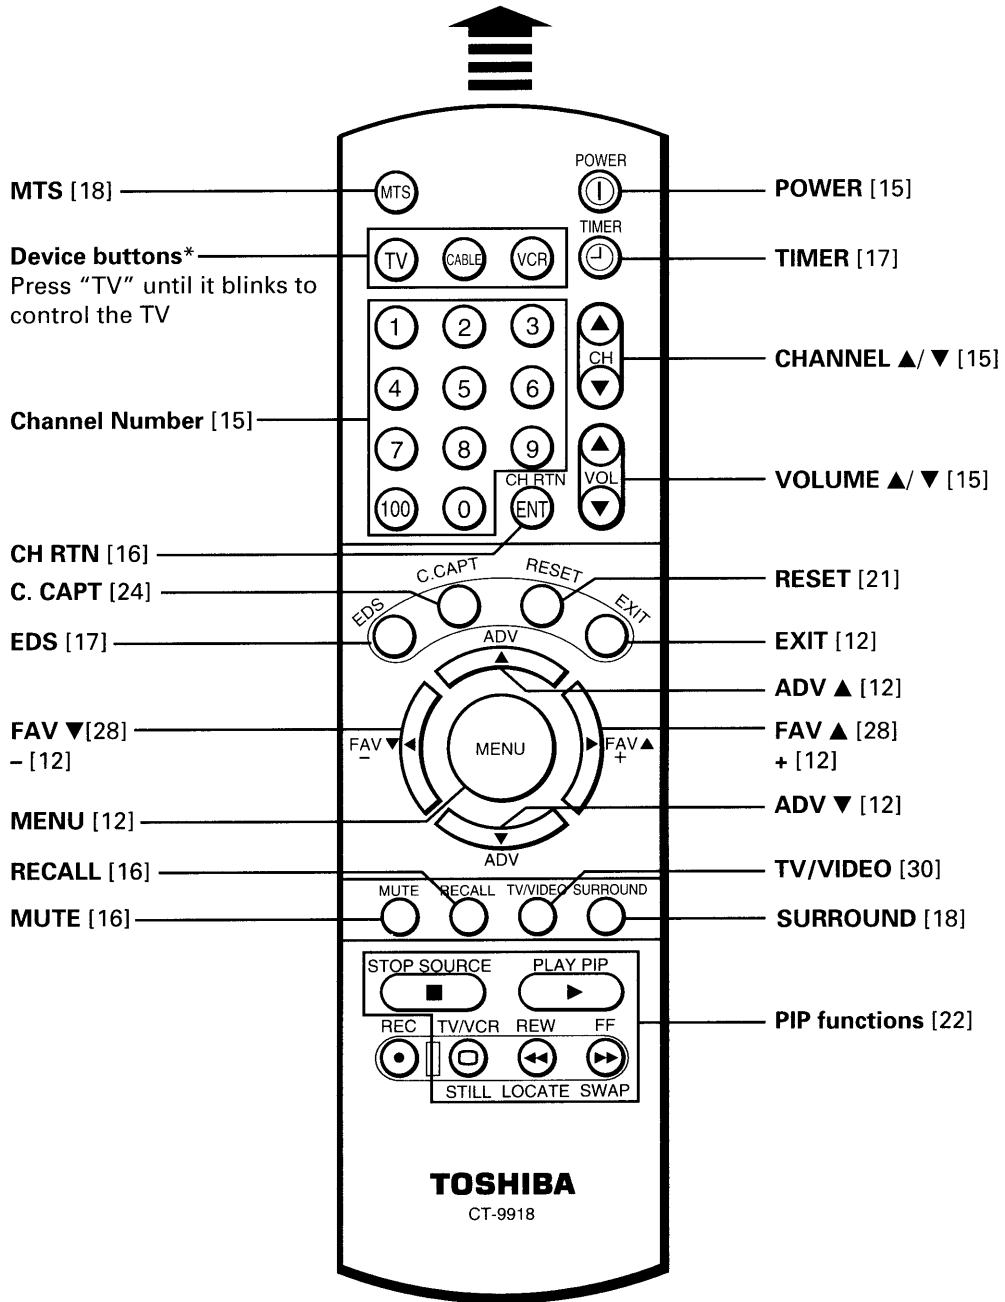 POWER
MTS [18]
MTS
POWER [15]
TIMER
Device buttons*
Press “TV” until it blinks to
control the TV
TV CABLE VCR
TIMER [17]
1 2 3
CH
CHANNEL ▲/ ▼ [15]
4 5 6
Channel Number [15]
7 8 9
VOL
VOLUME ▲/ ▼ [15]
CH RTN
100 0 ENT
CH RTN [16]
C. CAPT [24]
EDS [17]
EDS C.CAPT RESET EXIT
RESET [21]
EXIT [12]
ADV
▲
ADV ▲ [12]
FAV ▼[28]
– [12]
FAV ▼ ◀
–
MENU
▶ FAV ▲
+
FAV ▲ [28]
+ [12]
MENU [12]
▼
ADV
ADV ▼ [12]
RECALL [16]
MUTE [16]
MUTE RECALL TV/VIDEO SURROUND
TV/VIDEO [30]
SURROUND [18]
STOP SOURCE PLAY PIP
REC TV/VCR REW FF
STILL LOCATE SWAP
PIP functions [22]
TOSHIBA
CT-9918